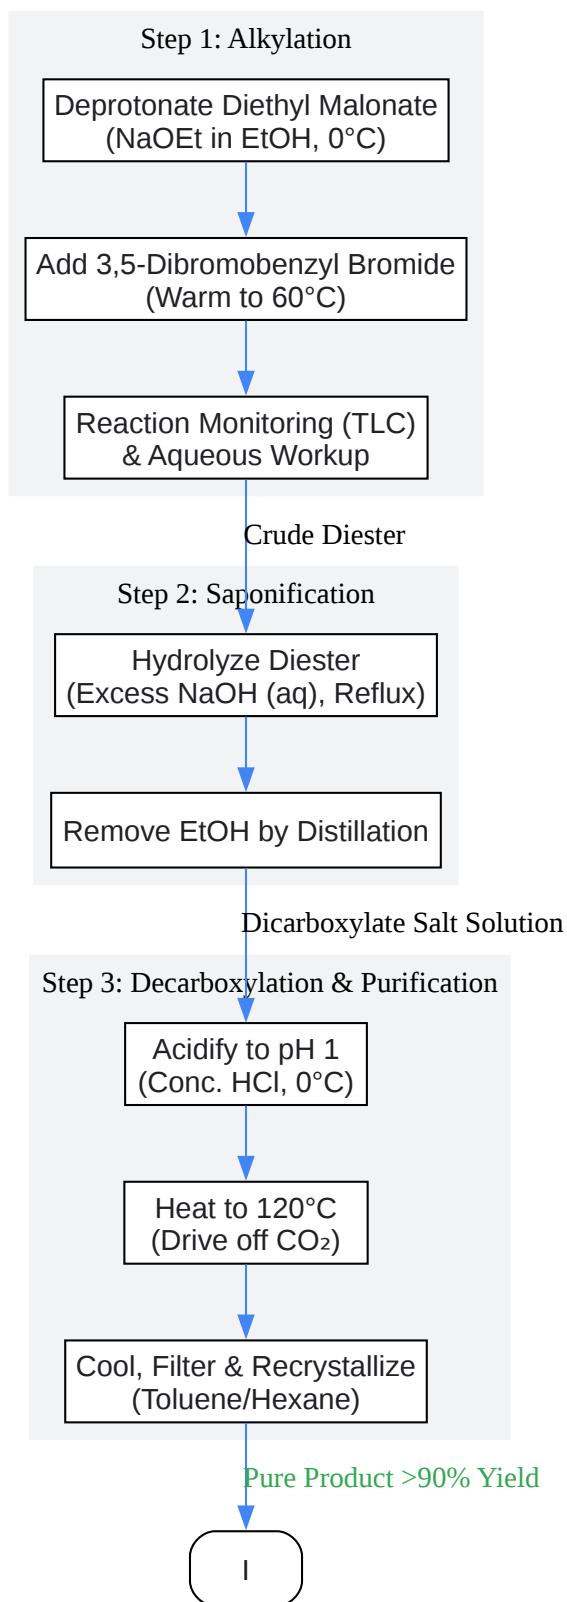 Step 1: Alkylation
Deprotonate Diethyl Malonate
(NaOEt in EtOH, 0°C)
Add 3,5-Dibromobenzyl Bromide
(Warm to 60°C)
Reaction Monitoring (TLC)
& Aqueous Workup
Crude Diester
Step 2: Saponification
Hydrolyze Diester
(Excess NaOH (aq), Reflux)
Remove EtOH by Distillation
Dicarboxylate Salt Solution
Step 3: Decarboxylation & Purification
Acidify to pH 1
(Conc. HCl, 0°C)
Heat to 120°C
(Drive off CO₂)
Cool, Filter & Recrystallize
(Toluene/Hexane)
Pure Product >90% Yield
I